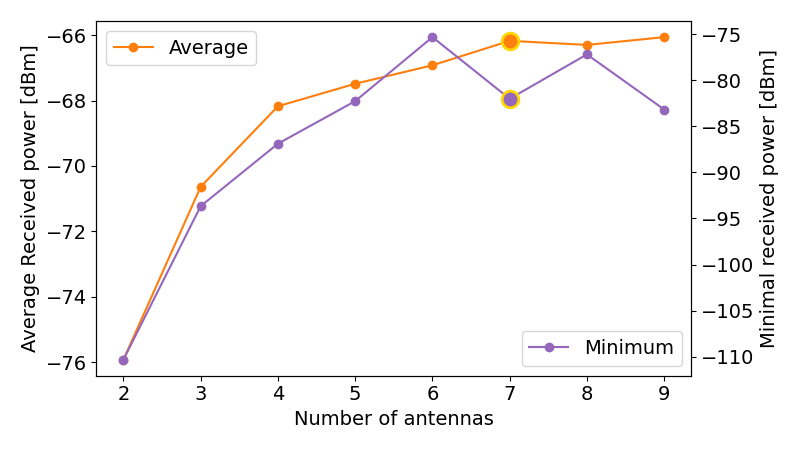 Average Received power [dBm]
−66
−68
−70
−72
−74
−76
Average
Minimum
2 3 4 5 6 7 8 9
Number of antennas
−75
−80
−85
−90
−95
−100
−105
−110
Minimal received power [dBm]